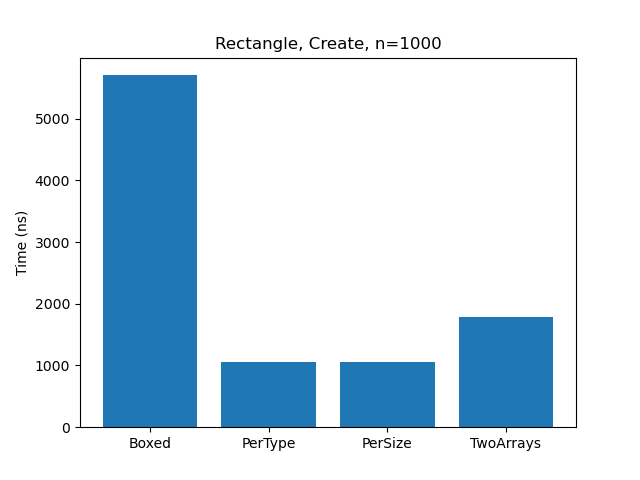 Rectangle, Create, n=1000
Time (ns)
5000
4000
3000
2000
1000
0
Boxed
PerType
PerSize
TwoArrays